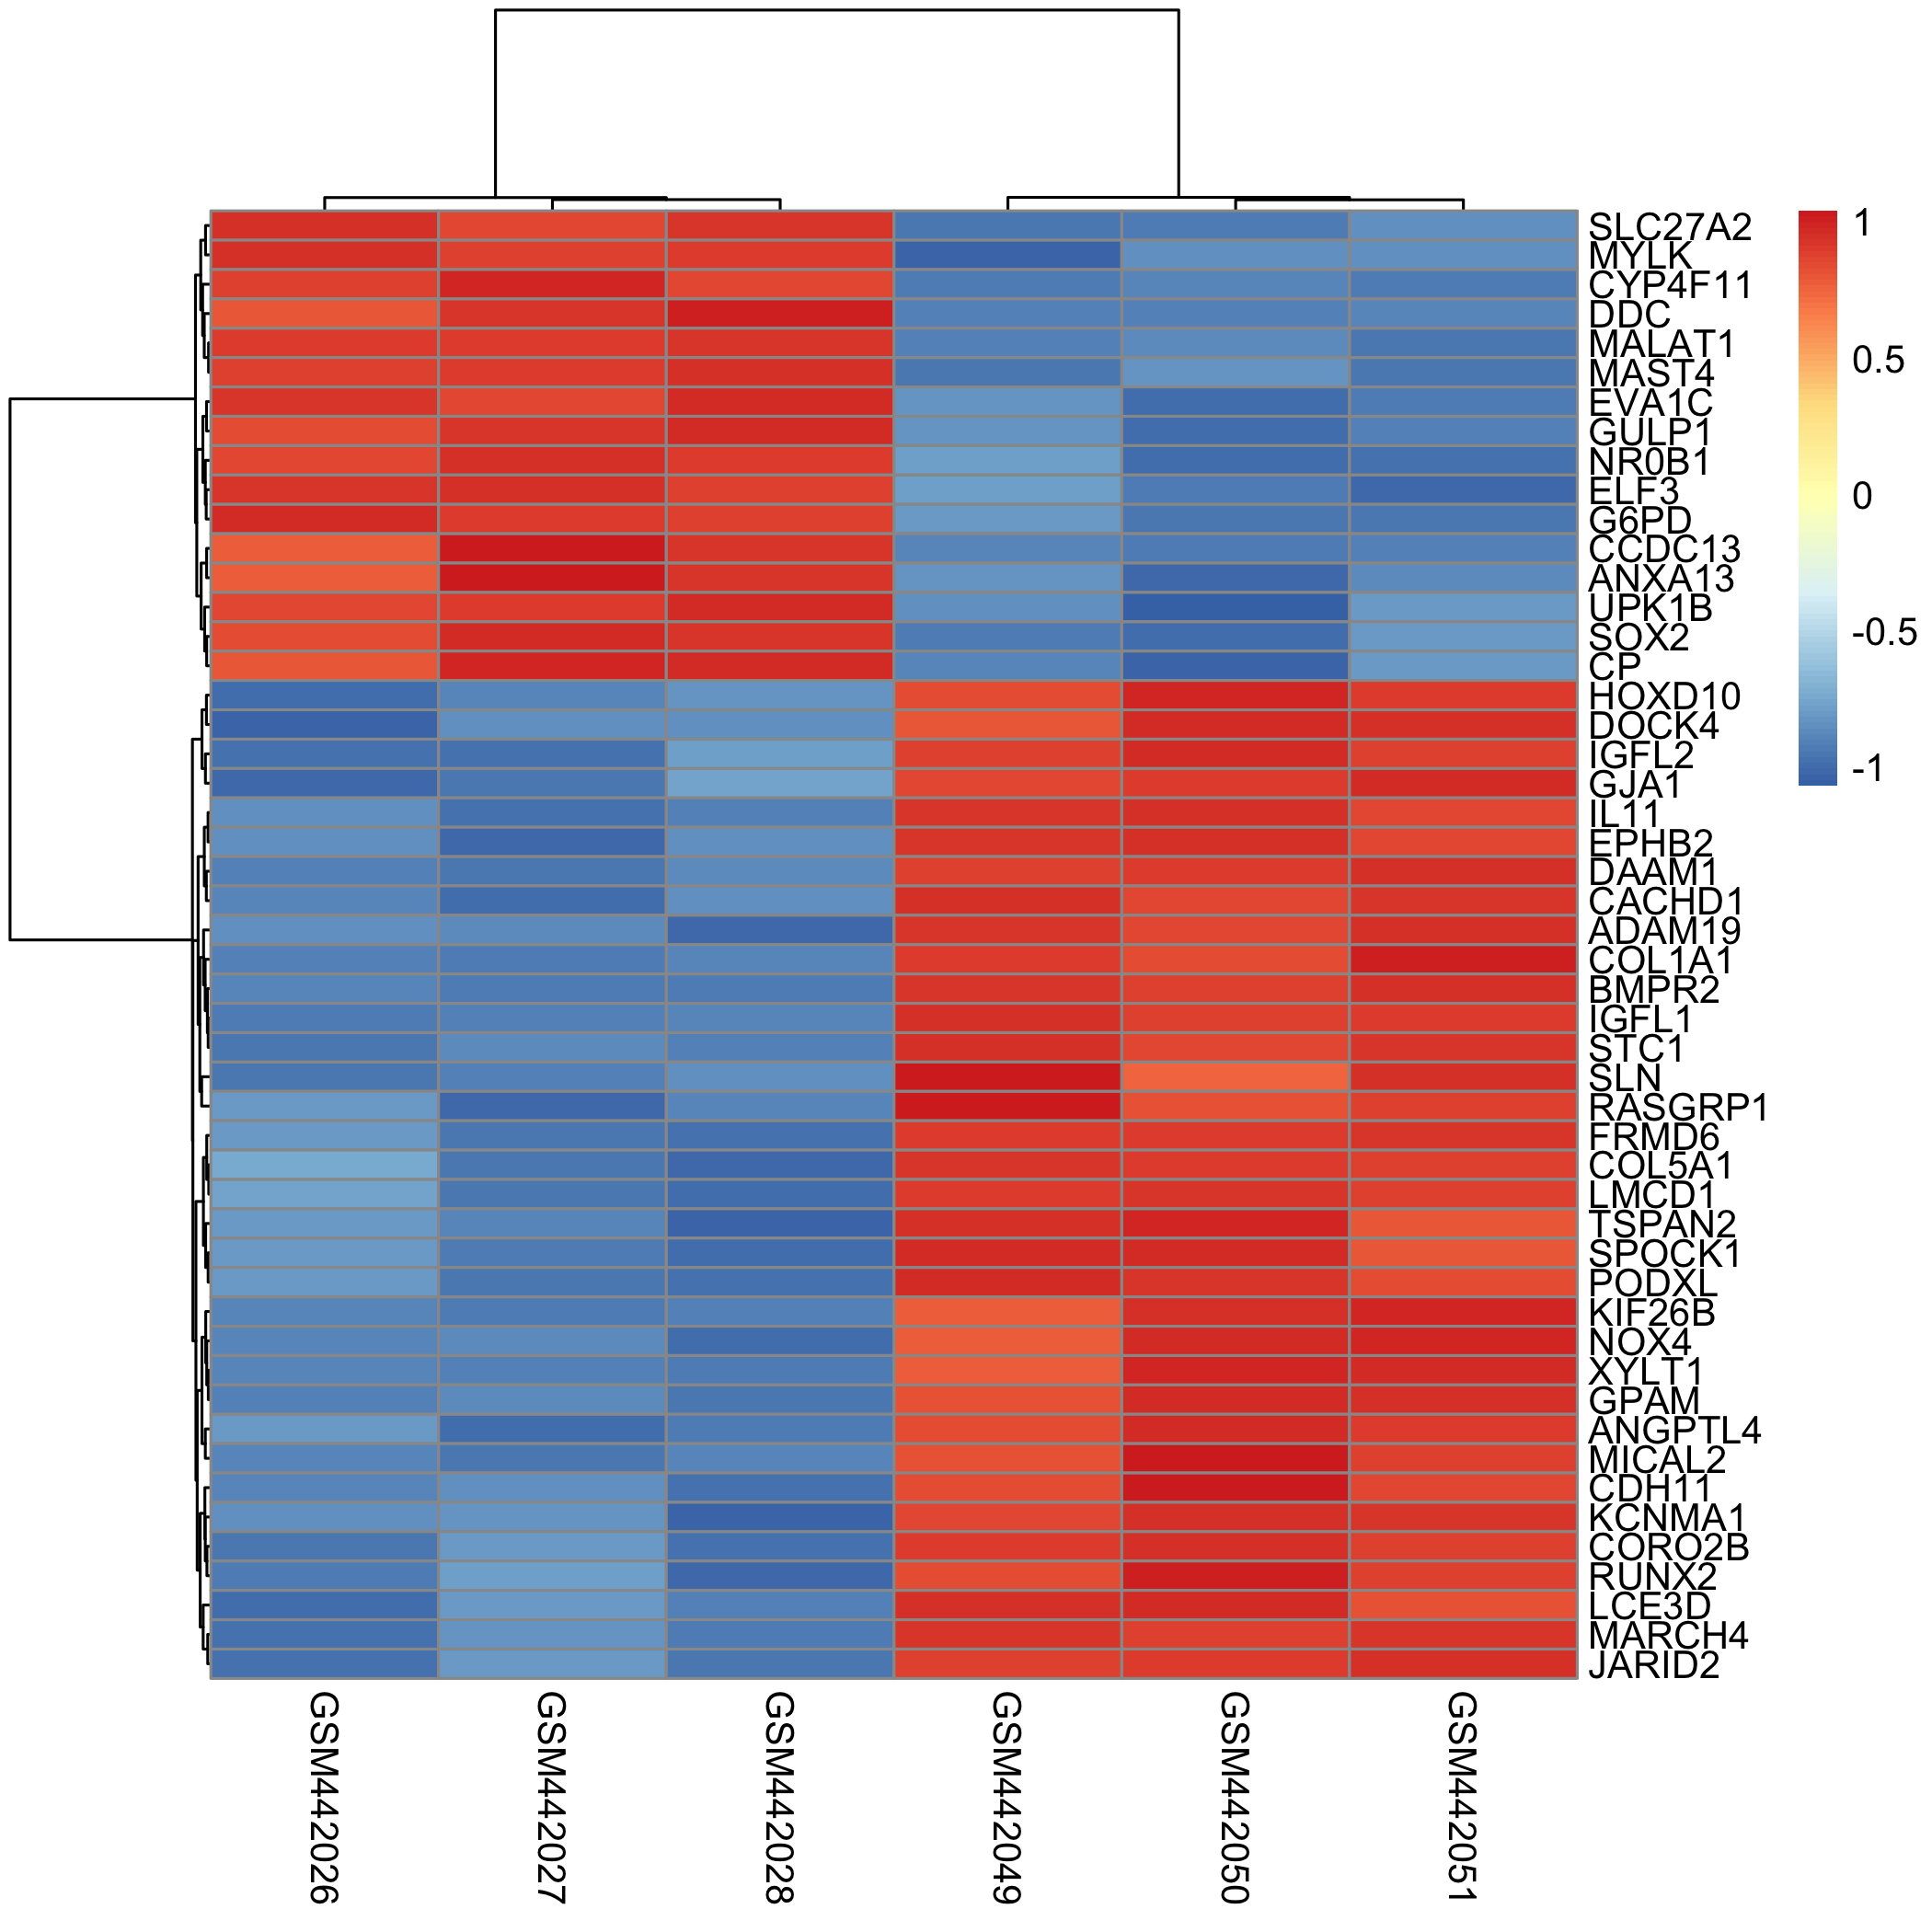 SLC27A2
MYLK
CYP4F11
DDC
MALAT1
MAST4
EVA1C
GULP1
NR0B1
ELF3
G6PD
CCDC13
ANXA13
UPK1B
SOX2
CP
HOXD10
DOCK4
IGFL2
GJA1
IL11
EPHB2
DAAM1
CACHD1
ADAM19
COL1A1
BMPR2
IGFL1
STC1
SLN
RASGRP1
FRMD6
COL5A1
LMCD1
TSPAN2
SPOCK1
PODXL
KIF26B
NOX4
XYLT1
GPAM
ANGPTL4
MICAL2
CDH11
KCNMA1
CORO2B
RUNX2
LCE3D
MARCH4
JARID2
1
0.5
0
-0.5
-1
GSM442026
GSM442027
GSM442028
GSM442049
GSM442050
GSM442051